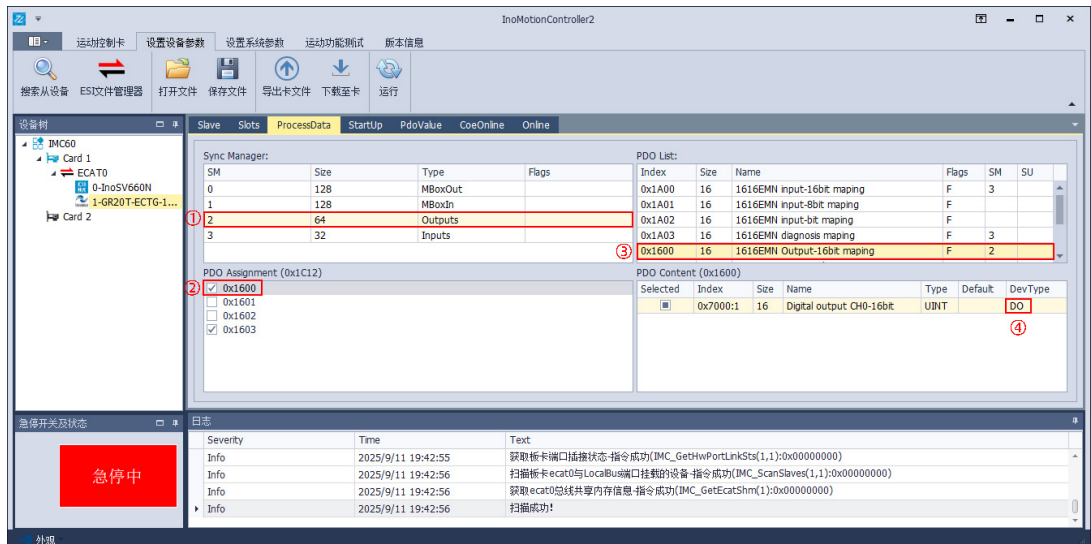 InoMotionController2
运动控制卡 设置设备参数 设置系统参数 运动功能测试 版本信息
搜索从设备 ESI文件管理器 打开文件 保存文件 导出卡文件 下载至卡 运行
设备树
IMC60
Card 1
ECAT0
0-InoSV660N
1-GR20T-ECTG-1...
Card 2
Slave Slots ProcessData StartUp PdoValue CoeOnline Online
Sync Manager:
SM Size Type Flags
0 128 MBoxOut
1 128 MBoxIn
① 2 64 Outputs
3 32 Inputs
PDO List:
Index Size Name Flags SM SU
0x1A00 16 1616EMN input-16bit maping F 3
0x1A01 16 1616EMN input-8bit maping F
0x1A02 16 1616EMN input-bit maping F
0x1A03 16 1616EMN diagnosis maping F 3
③ 0x1600 16 1616EMN Output-16bit maping F 2
PDO Assignment (0x1C12)
② 0x1600
0x1601
0x1602
0x1603
PDO Content (0x1600)
Selected Index Size Name Type Default DevType
0x7000:1 16 Digital output CH0-16bit UINT DO
④
急停开关及状态
急停中
日志
Severity Time Text
Info 2025/9/11 19:42:55 获取板卡端口插接状态-指令成功(IMC_GetHwPortLinkSts(1,1):0x00000000)
Info 2025/9/11 19:42:56 扫描板卡ecat0与LocalBus端口挂载的设备-指令成功(IMC_ScanSlaves(1,1):0x00000000)
Info 2025/9/11 19:42:56 获取ecat0总线共享内存信息-指令成功(IMC_GetEcatShm(1):0x00000000)
Info 2025/9/11 19:42:56 扫描成功!
外观